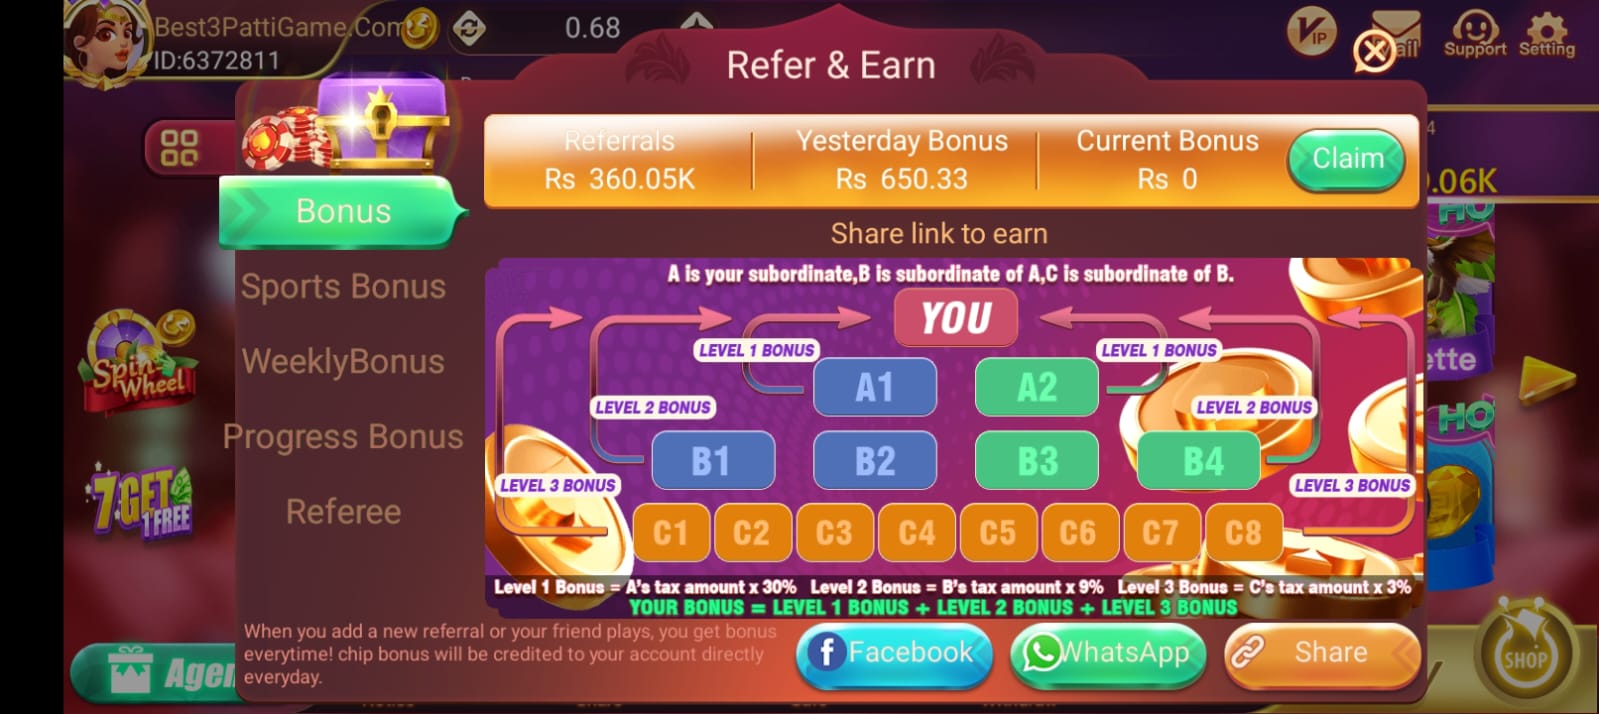 Best3PattiGame.Com
ID:6372811
0.68
VIP
Support
Setting
Refer & Earn
Referrals
Rs 360.05K
Yesterday Bonus
Rs 650.33
Current Bonus
Rs 0
Claim
.06K
Bonus
Sports Bonus
WeeklyBonus
Progress Bonus
Referee
Share link to earn
A is your subordinate,B is subordinate of A,C is subordinate of B.
YOU
LEVEL 1 BONUS
LEVEL 1 BONUS
A1
A2
LEVEL 2 BONUS
LEVEL 2 BONUS
B1
B2
B3
B4
LEVEL 3 BONUS
LEVEL 3 BONUS
C1
C2
C3
C4
C5
C6
C7
C8
Level 1 Bonus = A's tax amount x 30% Level 2 Bonus = B's tax amount x 9% Level 3 Bonus = C's tax amount x 3%
YOUR BONUS = LEVEL 1 BONUS + LEVEL 2 BONUS + LEVEL 3 BONUS
When you add a new referral or your friend plays, you get bonus
everytime! chip bonus will be credited to your account directly
everyday.
Facebook
WhatsApp
Share
Spin
Wheel
7 GET
1 FREE
SHOP